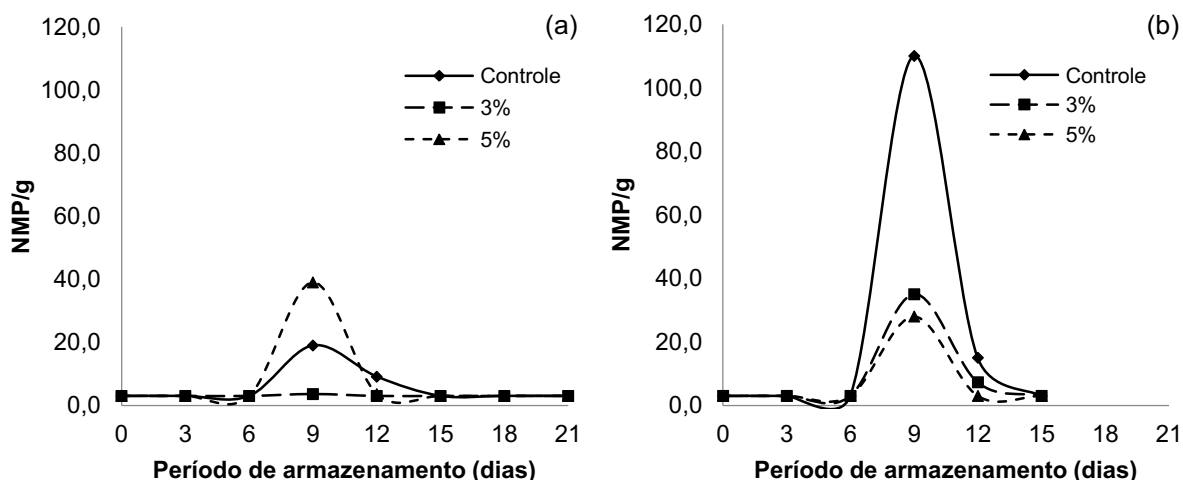 (a)
120,0
100,0
80,0
60,0
40,0
20,0
0,0
NMP/g
Controle
3%
5%
0 3 6 9 12 15 18 21
Período de armazenamento (dias)
(b)
120,0
100,0
80,0
60,0
40,0
20,0
0,0
NMP/g
Controle
3%
5%
0 3 6 9 12 15 18 21
Período de armazenamento (dias)